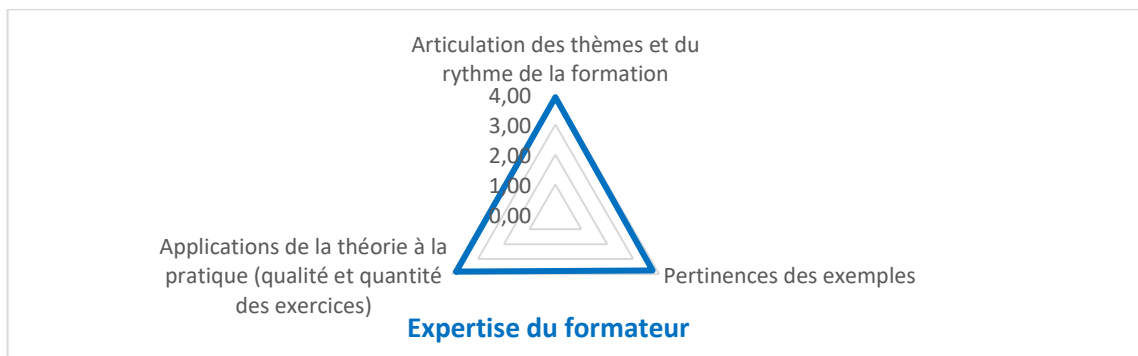 Articulation des thèmes et du
rythme de la formation
4,00
3,00
2,00
1,00
0,00
Applications de la théorie à la
pratique (qualité et quantité
des exercices)
Pertinences des exemples
Expertise du formateur